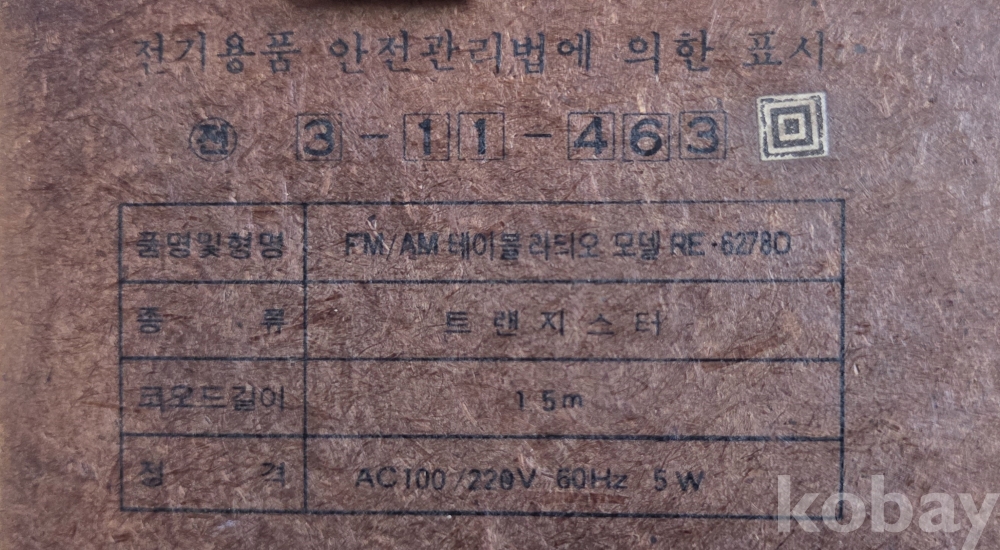 전기용품 안전관리법에 의한 표시
전 3-11-463
품명및형명 FM/AM 테이블 라디오 모델 RE-6278D
종 류 트랜지스터
코오드길이 1.5m
정 격 AC100/220V 60Hz 5W
kobay